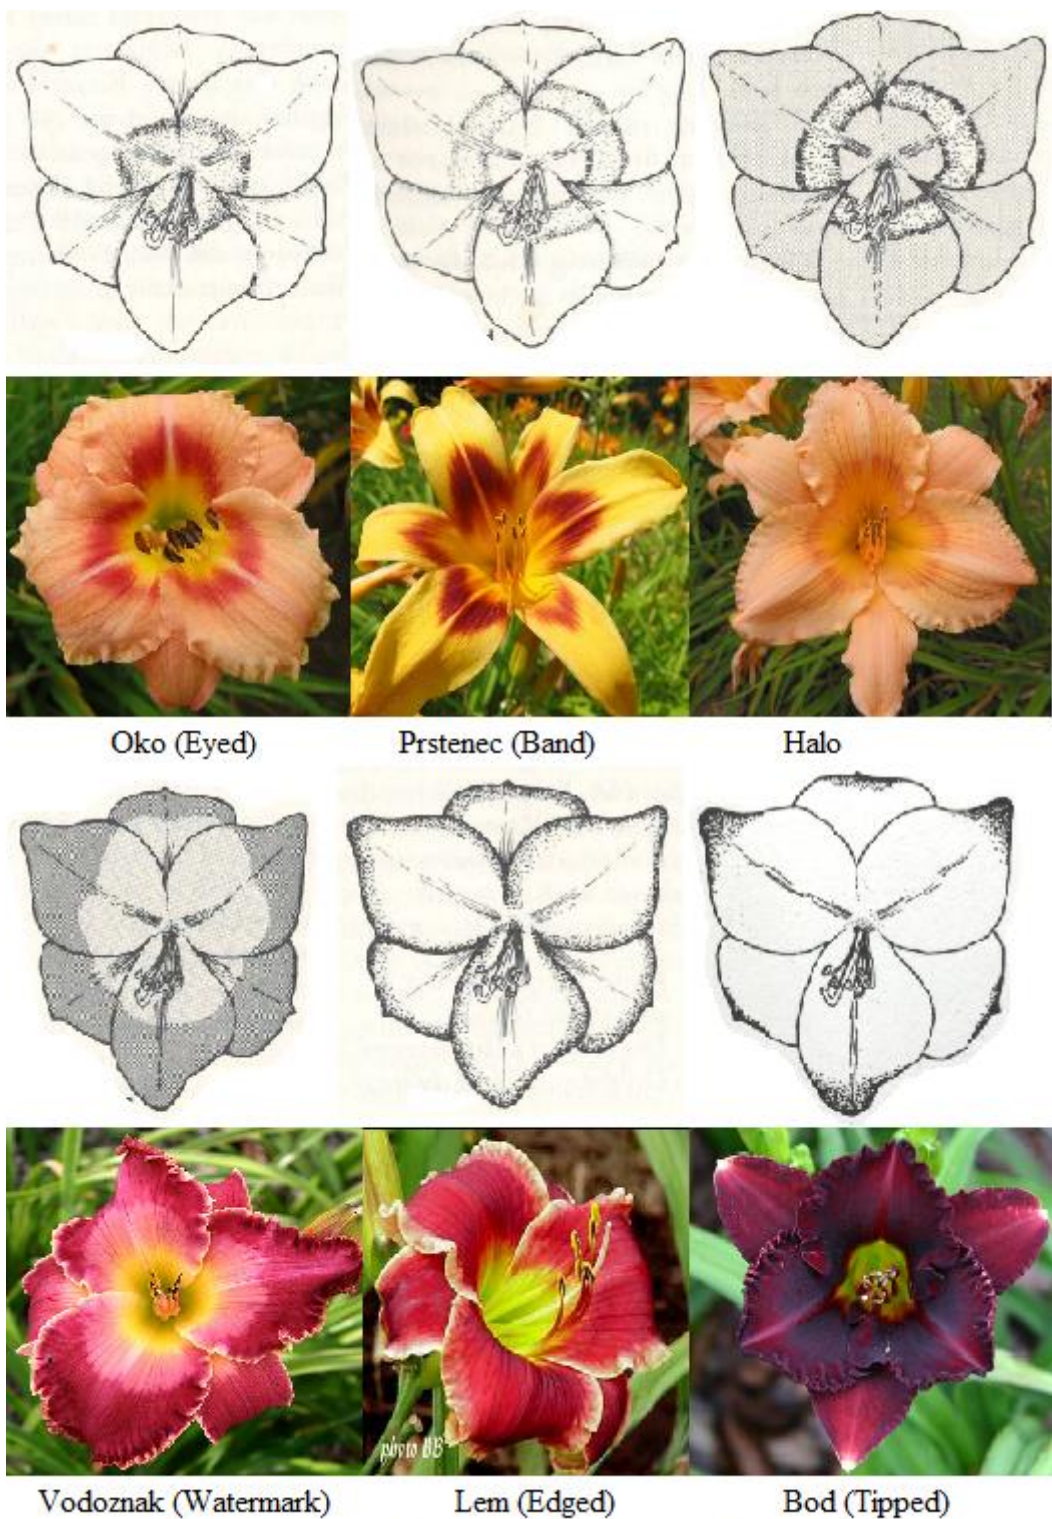 Oko (Eyed)
Prstenec (Band)
Halo
photo BB
Vodoznak (Watermark)
Lem (Edged)
Bod (Tipped)